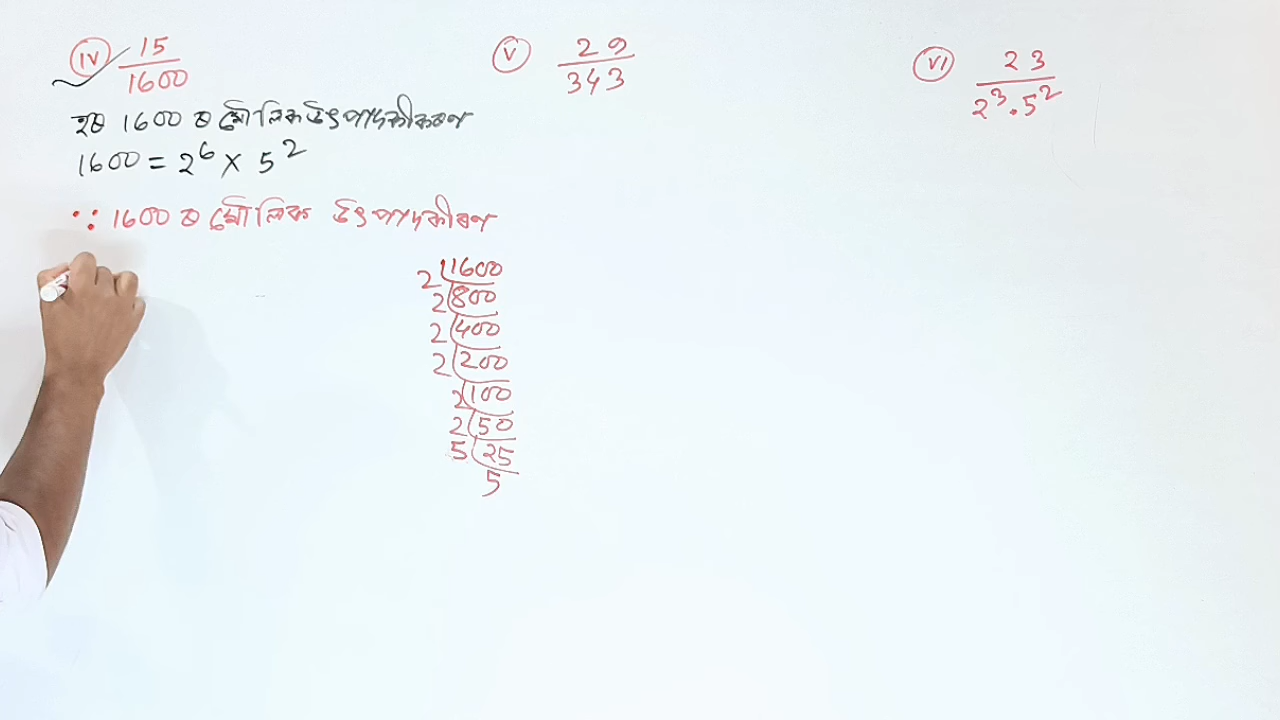 iv 15/1600
হৰ 1600 ৰ মৌলিক উৎপাদকীকৰণ
1600 = 2⁶ × 5²
∵ 1600 ৰ মৌলিক উৎপাদকীৰণ
2 1600
2 800
2 400
2 200
2 100
2 50
5 25
5
v 29/343
vi 23/2³.5²